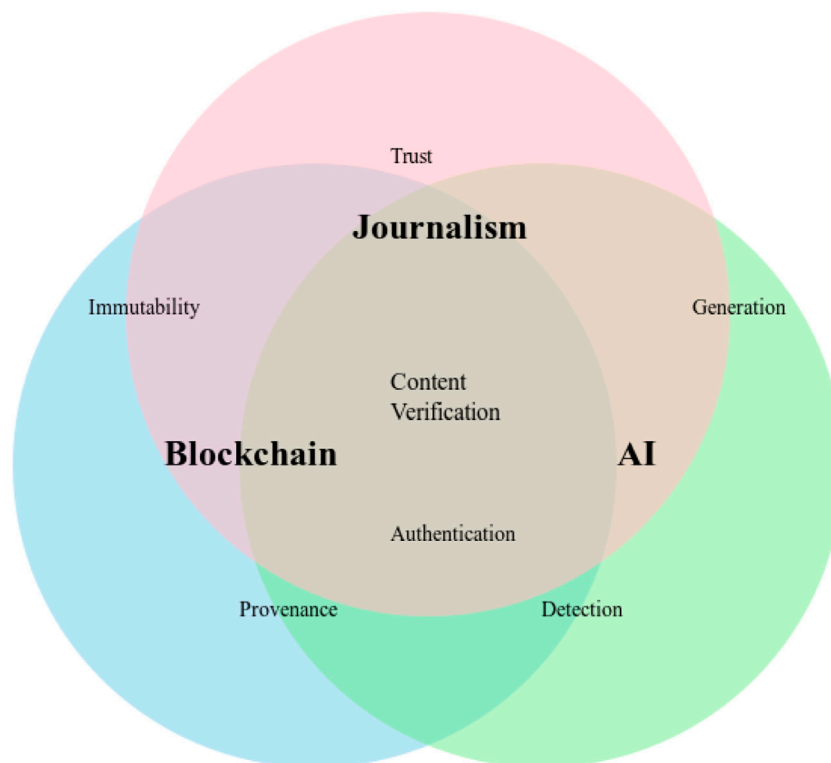 Trust
Journalism
Immutability
Generation
Content
Verification
Blockchain
AI
Authentication
Provenance
Detection